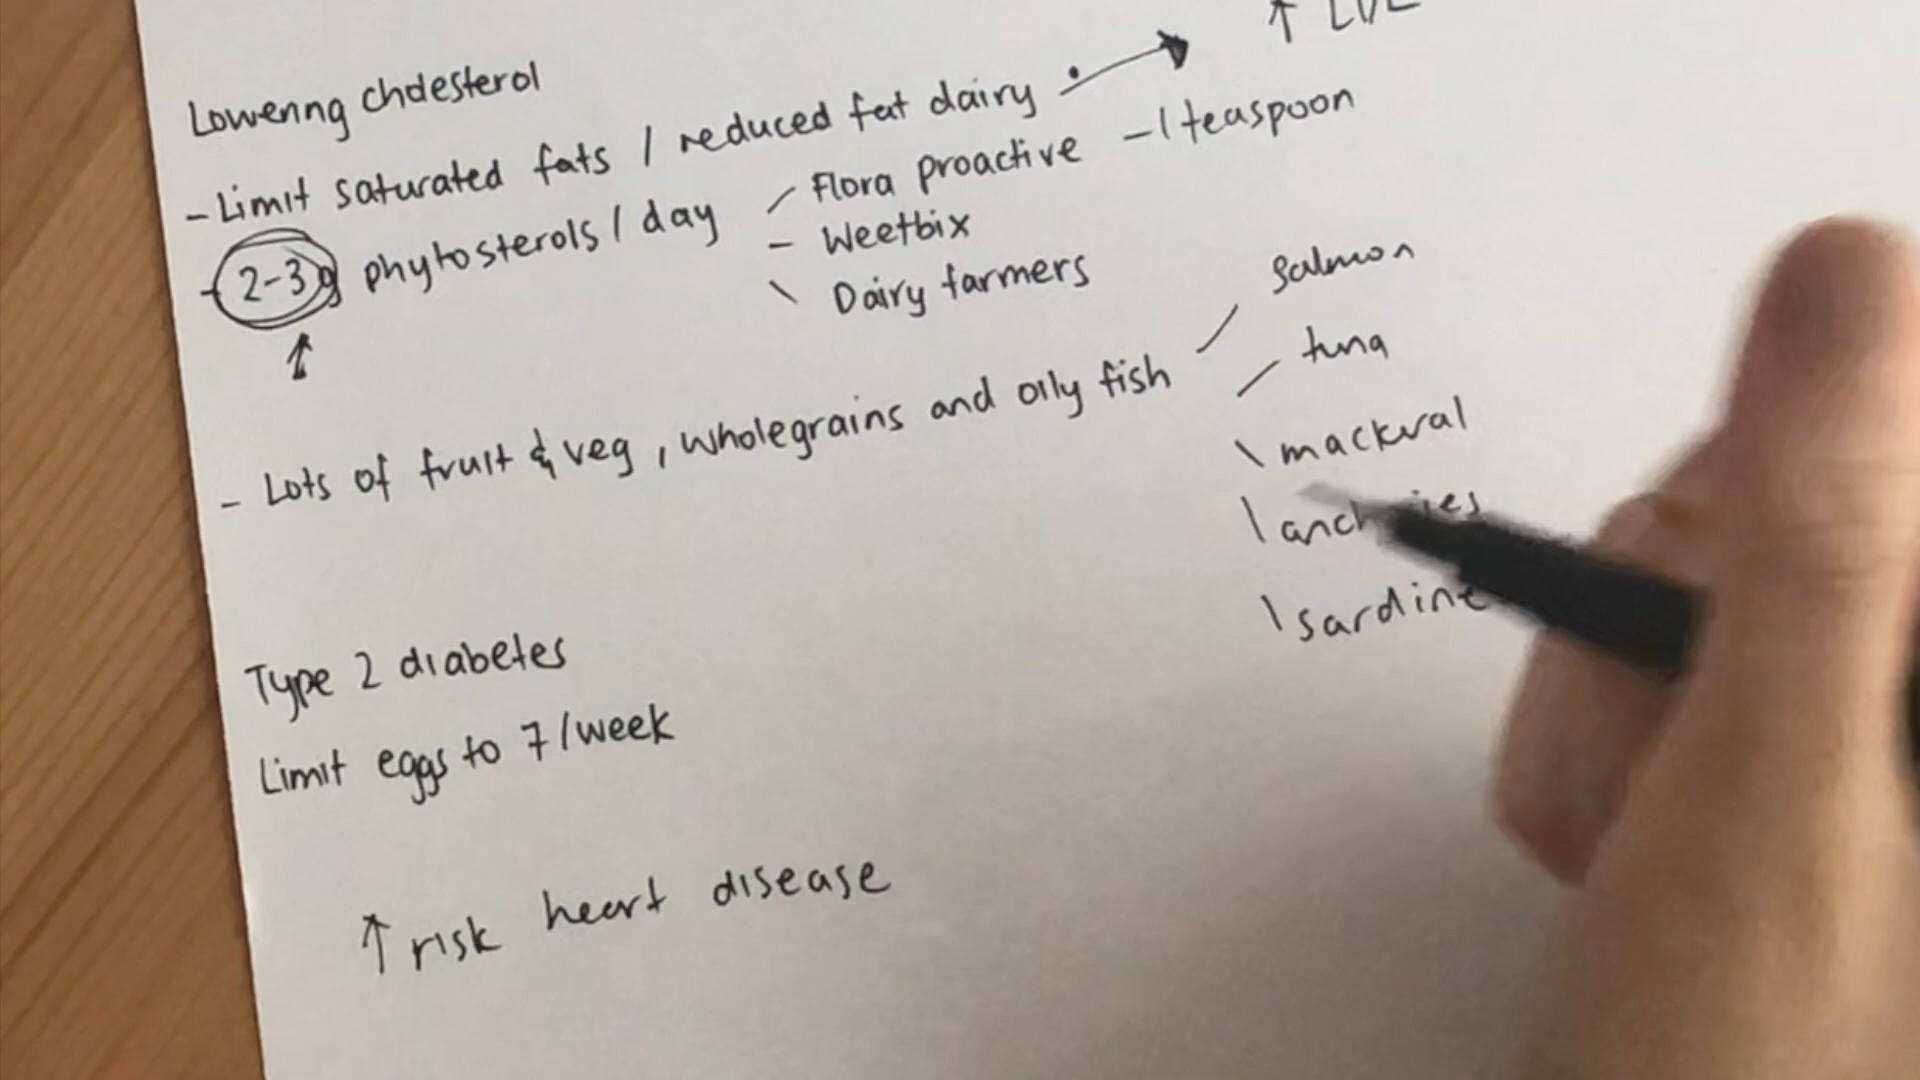 ↑ LDL
Lowering cholesterol
- Limit saturated fats / reduced fat dairy
- 2-3g phytosterols / day
Flora proactive - 1 teaspoon
- Weetbix
Dairy farmers
- Lots of fruit & veg, wholegrains and oily fish
salmon
tuna
mackeral
sardine
Type 2 diabetes
Limit eggs to 7/week
↑ risk heart disease